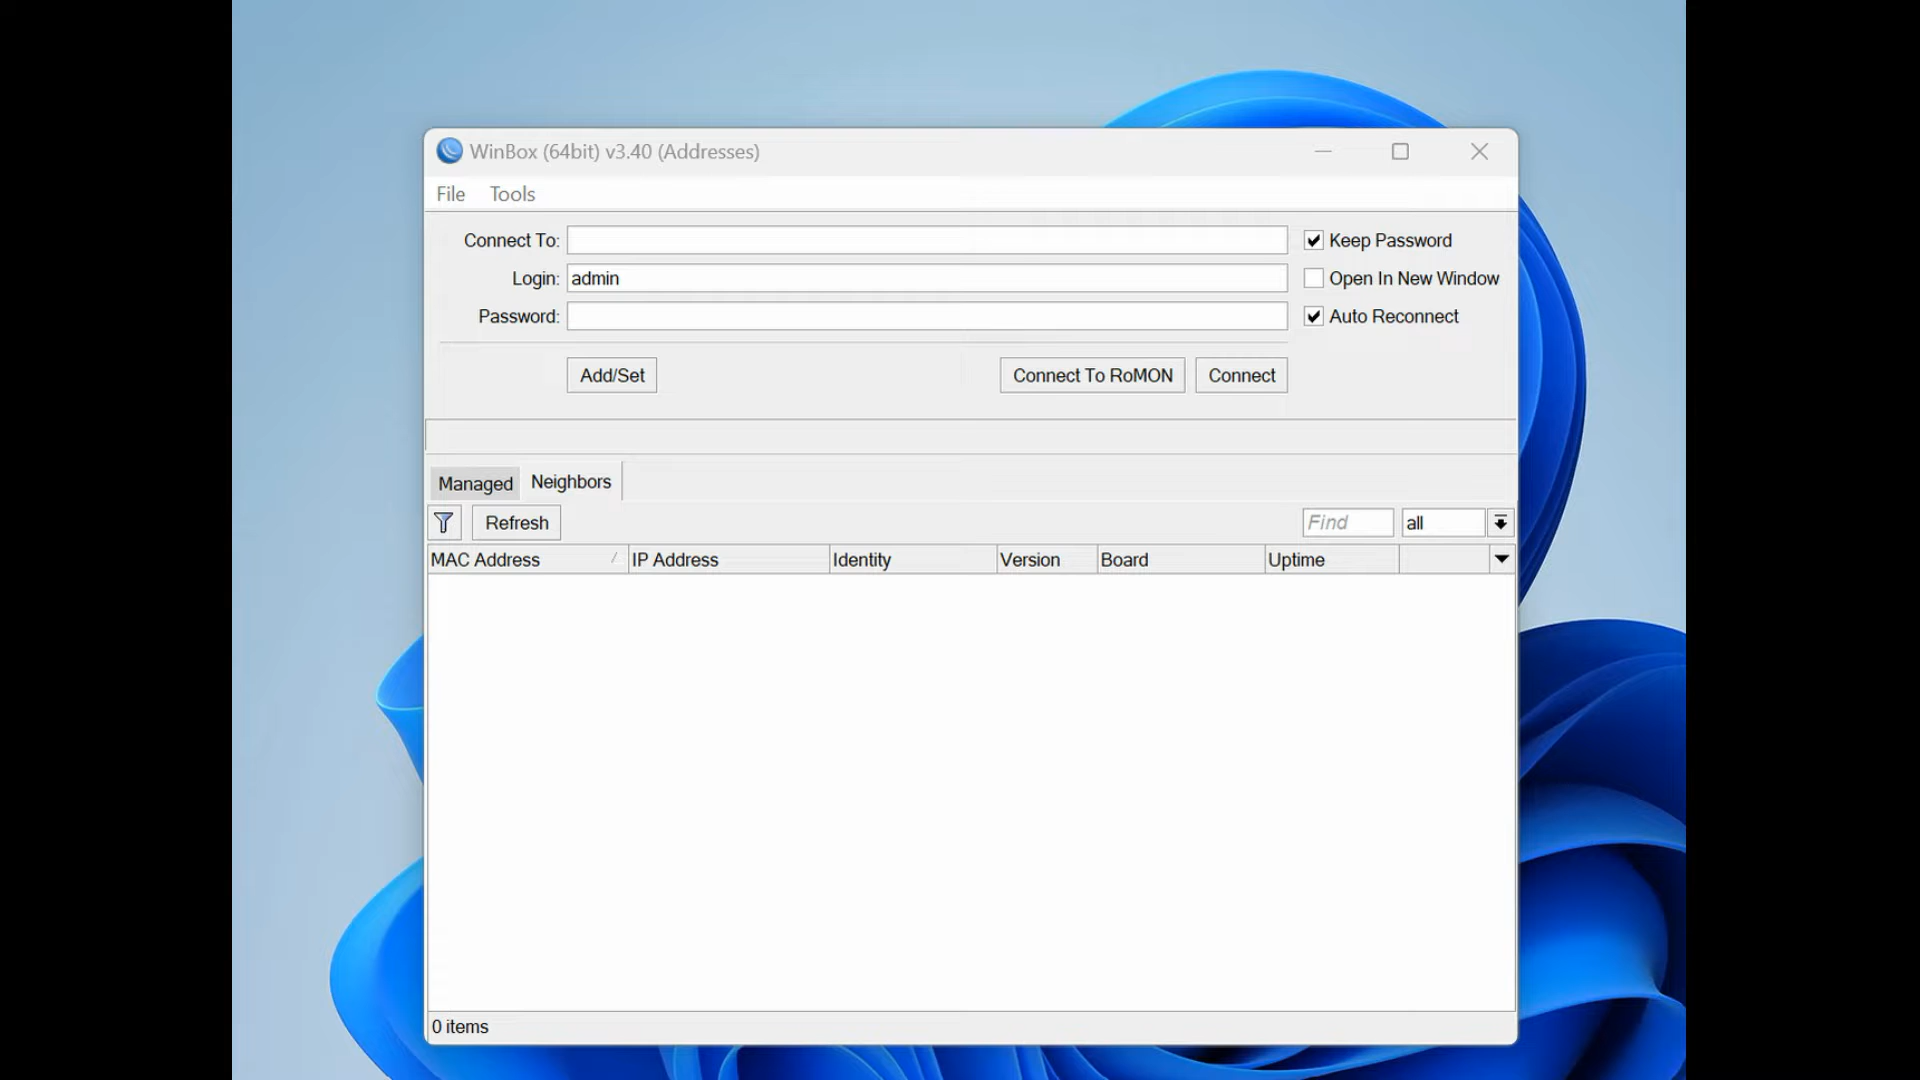 WinBox (64bit) v3.40 (Addresses)
File Tools
Connect To: Keep Password
Login: admin Open In New Window
Password: Auto Reconnect
Add/Set Connect To RoMON Connect
Managed Neighbors
Refresh Find all
MAC Address IP Address Identity Version Board Uptime
0 items